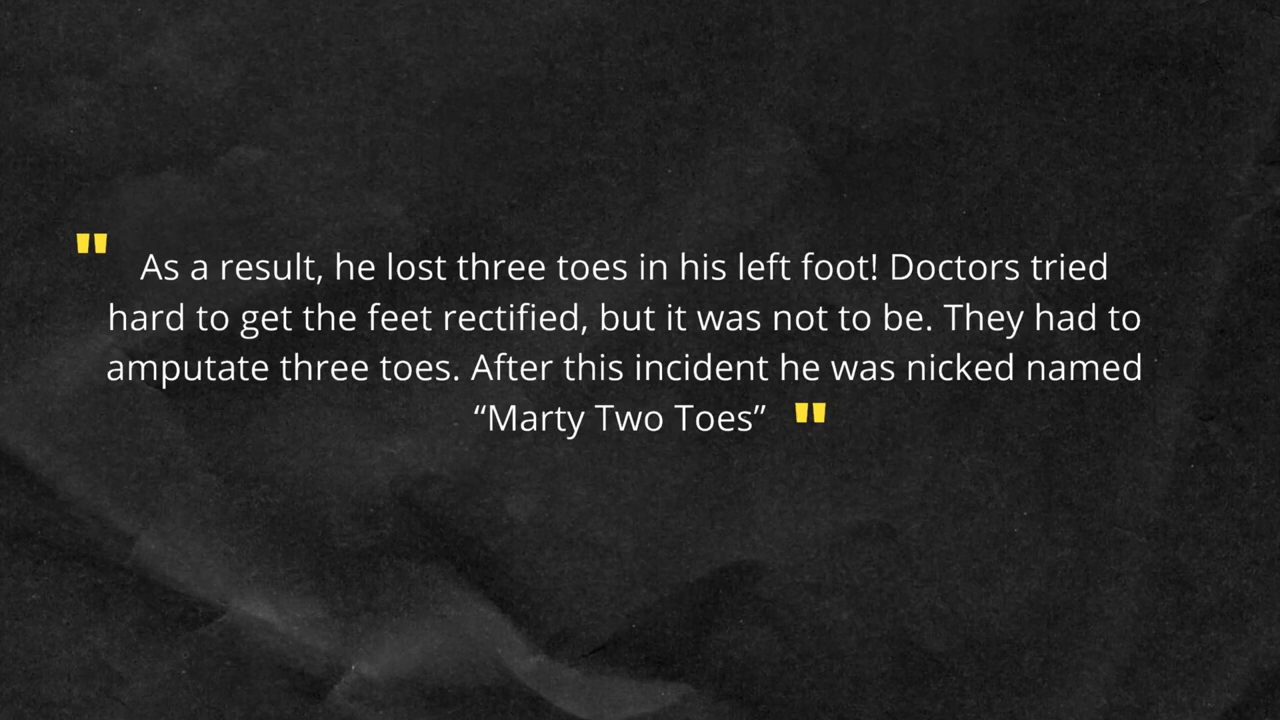 " As a result, he lost three toes in his left foot! Doctors tried
hard to get the feet rectified, but it was not to be. They had to
amputate three toes. After this incident he was nicked named
“Marty Two Toes” "